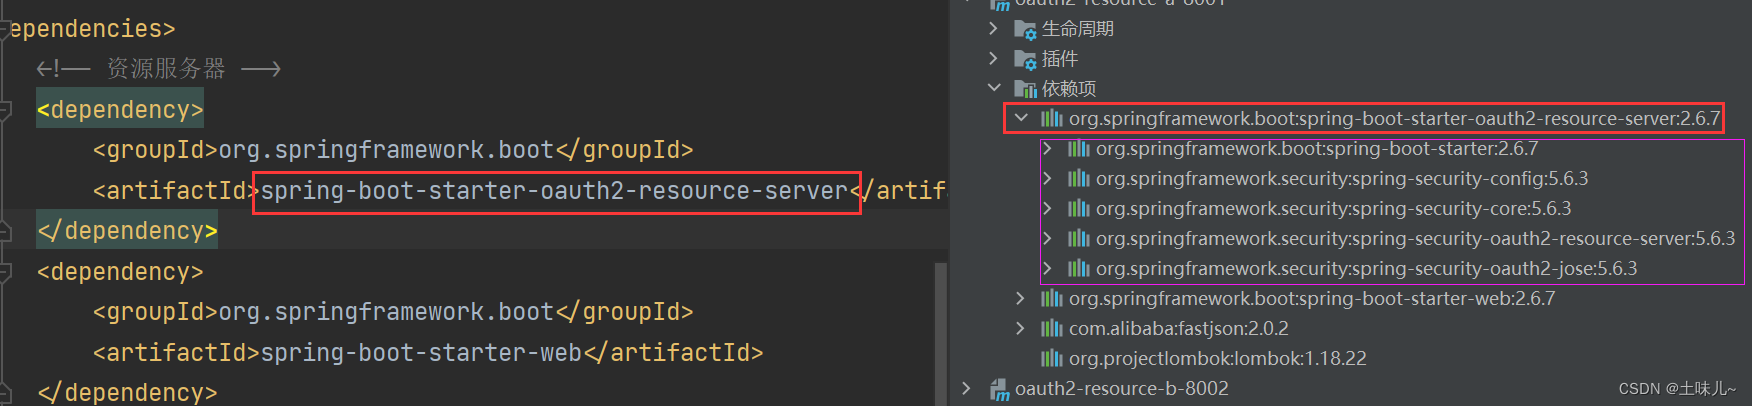 ependencies>
<!-- 资源服务器 -->
<dependency>
<groupId>org.springframework.boot</groupId>
<artifactId>spring-boot-starter-oauth2-resource-server</artif
</dependency>
<dependency>
<groupId>org.springframework.boot</groupId>
<artifactId>spring-boot-starter-web</artifactId>
</dependency>
oauth2-resource-a-8001
生命周期
插件
依赖项
org.springframework.boot:spring-boot-starter-oauth2-resource-server:2.6.7
org.springframework.boot:spring-boot-starter:2.6.7
org.springframework.security:spring-security-config:5.6.3
org.springframework.security:spring-security-core:5.6.3
org.springframework.security:spring-security-oauth2-resource-server:5.6.3
org.springframework.security:spring-security-oauth2-jose:5.6.3
org.springframework.boot:spring-boot-starter-web:2.6.7
com.alibaba:fastjson:2.0.2
org.projectlombok:lombok:1.18.22
oauth2-resource-b-8002
CSDN @土味儿~